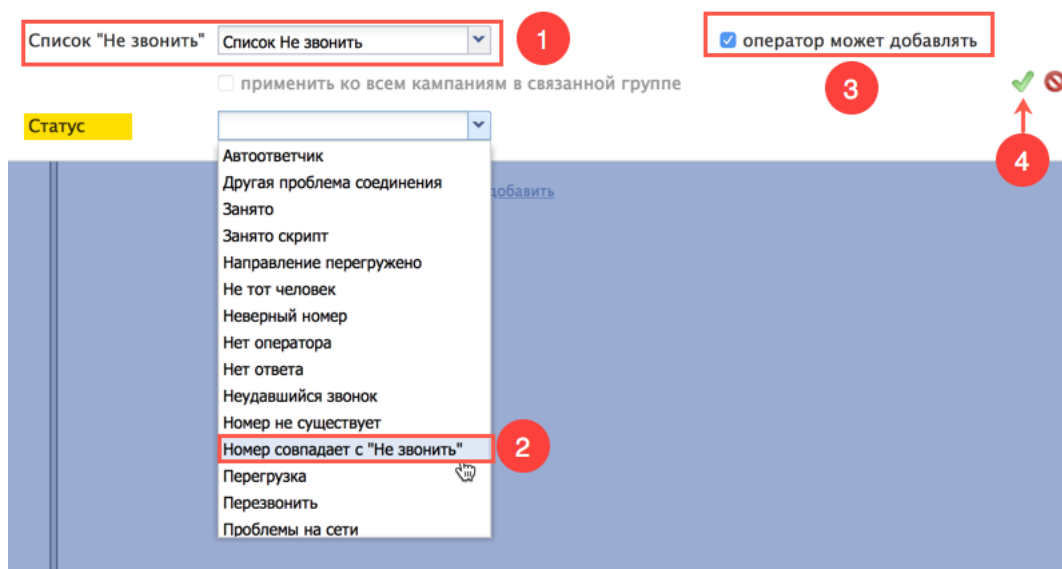 Список "Не звонить" Список Не звонить 1 оператор может добавлять
применить ко всем кампаниям в связанной группе 3
Статус 4
Автоответчик
Другая проблема соединения добавить
Занято
Занято скрипт
Направление перегружено
Не тот человек
Неверный номер
Нет оператора
Нет ответа
Неудавшийся звонок
Номер не существует
Номер совпадает с "Не звонить" 2
Перегрузка
Перезвонить
Проблемы на сети